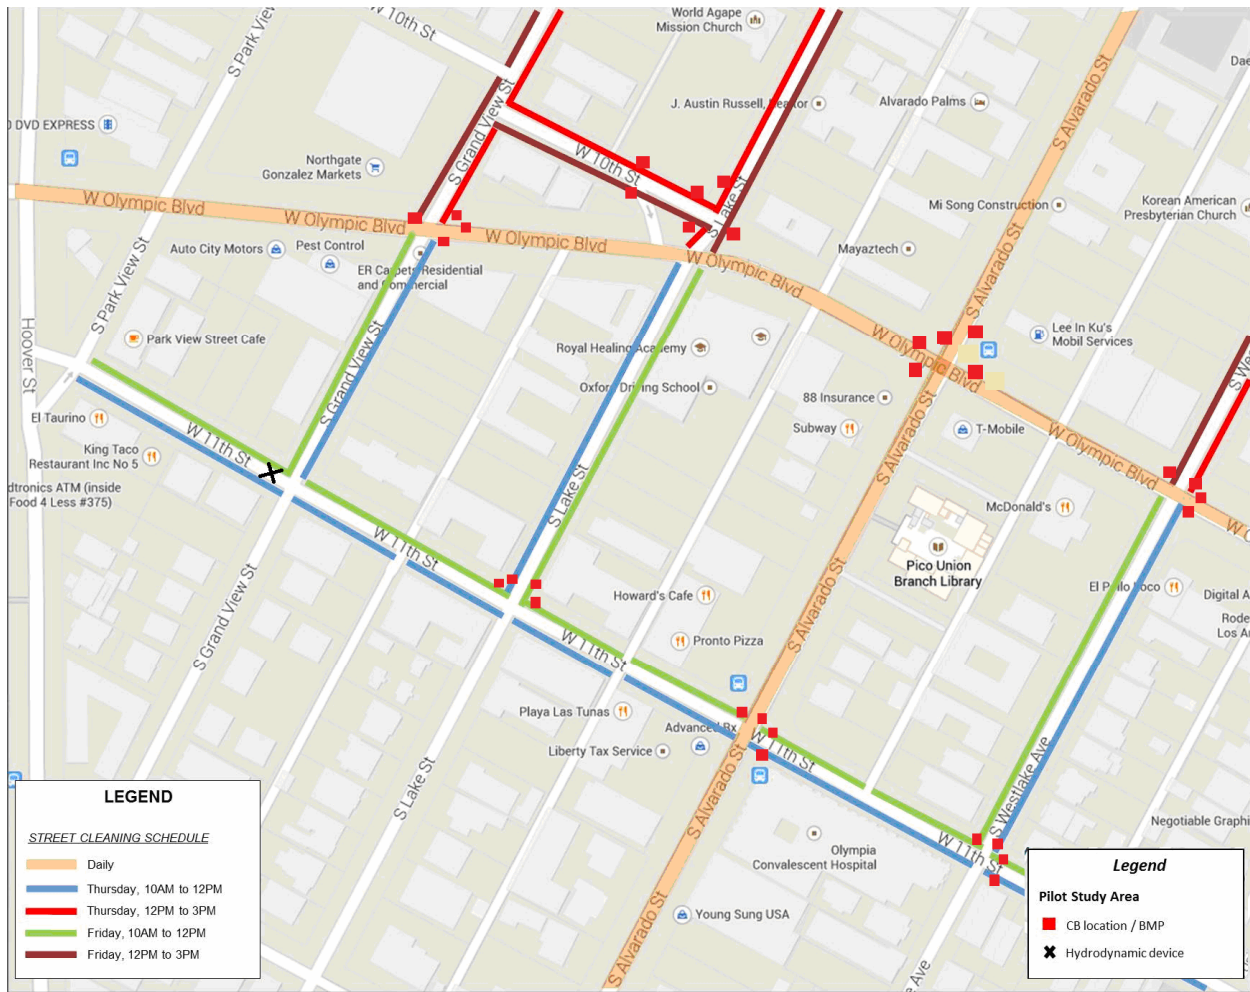 World Agape
Mission Church
W 10th St
S Park View
J. Austin Russell, Realtor
Alvarado Palms
S Alvarado St
DVD EXPRESS
Northgate
Gonzalez Markets
S Grand View St
W 10th St
S Lake St
Mi Song Construction
Korean American
Presbyterian Church
W Olympic Blvd
W Olympic Blvd
W Olympic Blvd
W Olympic Blvd
Auto City Motors
Pest Control
ER Carpets Residential
and Commercial
Mayaztech
S Alvarado St
S Park View St
Hoover St
Park View Street Cafe
Royal Healing Academy
Oxford Driving School
W Olympic Blvd
Lee In Ku's
Mobil Services
88 Insurance
Subway
T-Mobile
S Grand View St
El Taurino
King Taco
Restaurant Inc No 5
dtronics ATM (inside
Food 4 Less #375)
W 11th St
S Alvarado St
W Olympic Blvd
McDonald's
S Lake St
W 11th St
Pico Union
Branch Library
El Pollo Loco
Digital A
Rode
Los A
S Grand View St
Howard's Cafe
Pronto Pizza
S Alvarado St
W 11th St
Playa Las Tunas
Advanced Rx
Liberty Tax Service
W 11th St
S Lake St
S Alvarado St
S Westlake Ave
Negotiable Graphi
Olympia
Convalescent Hospital
W 11th St
Young Sung USA
S Alvarado St
Ave
LEGEND
STREET CLEANING SCHEDULE
Daily
Thursday, 10AM to 12PM
Thursday, 12PM to 3PM
Friday, 10AM to 12PM
Friday, 12PM to 3PM
Legend
Pilot Study Area
CB location / BMP
Hydrodynamic device